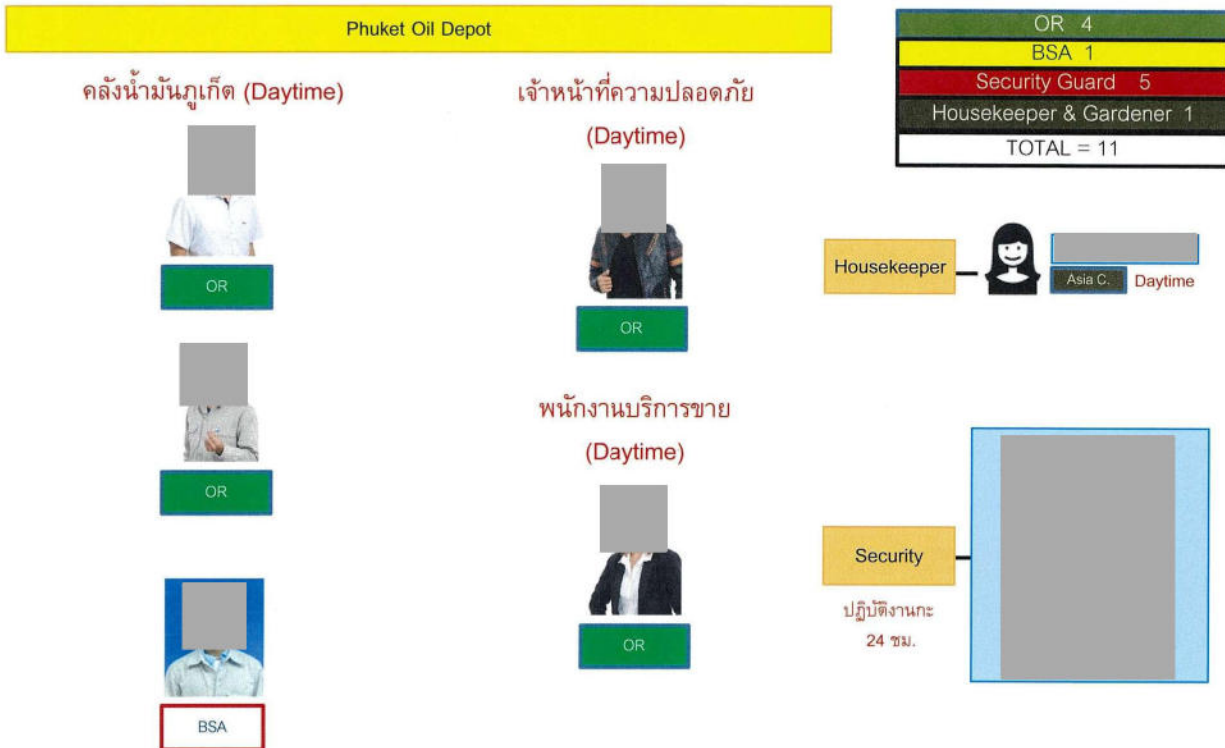 Phuket Oil Depot
OR 4
BSA 1
Security Guard 5
Housekeeper & Gardener 1
TOTAL = 11
คลังน้ำมันภูเก็ต (Daytime)
OR
OR
BSA
เจ้าหน้าที่ความปลอดภัย
(Daytime)
OR
พนักงานบริการขาย
(Daytime)
OR
Housekeeper
Asia C. Daytime
Security
ปฏิบัติงานกะ
24 ชม.